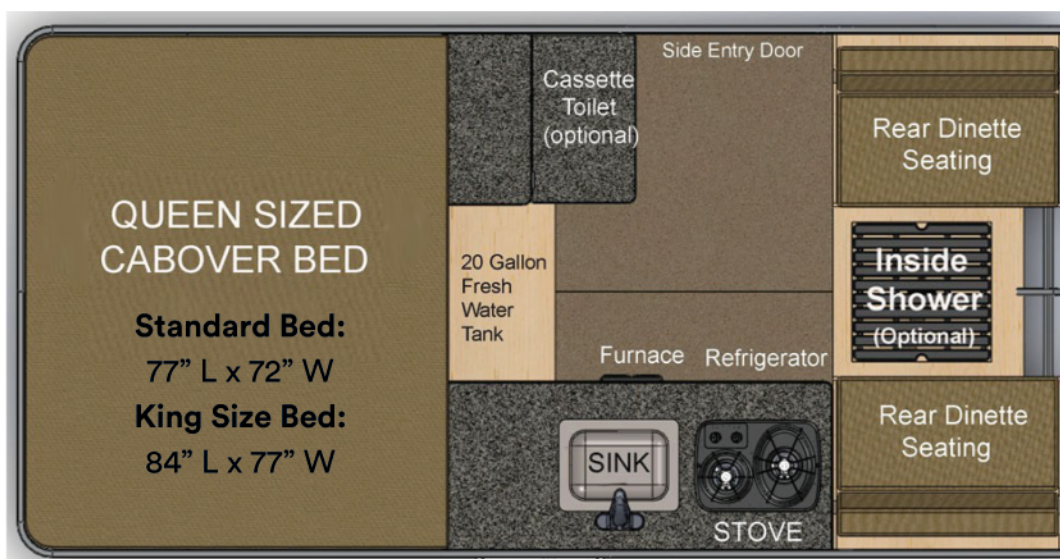 QUEEN SIZED
CABOVER BED
Standard Bed:
77” L x 72” W
King Size Bed:
84” L x 77” W
Cassette
Toilet
(optional)
Side Entry Door
Rear Dinette
Seating
20 Gallon
Fresh
Water
Tank
Inside
Shower
(Optional)
Furnace
Refrigerator
SINK
STOVE
Rear Dinette
Seating